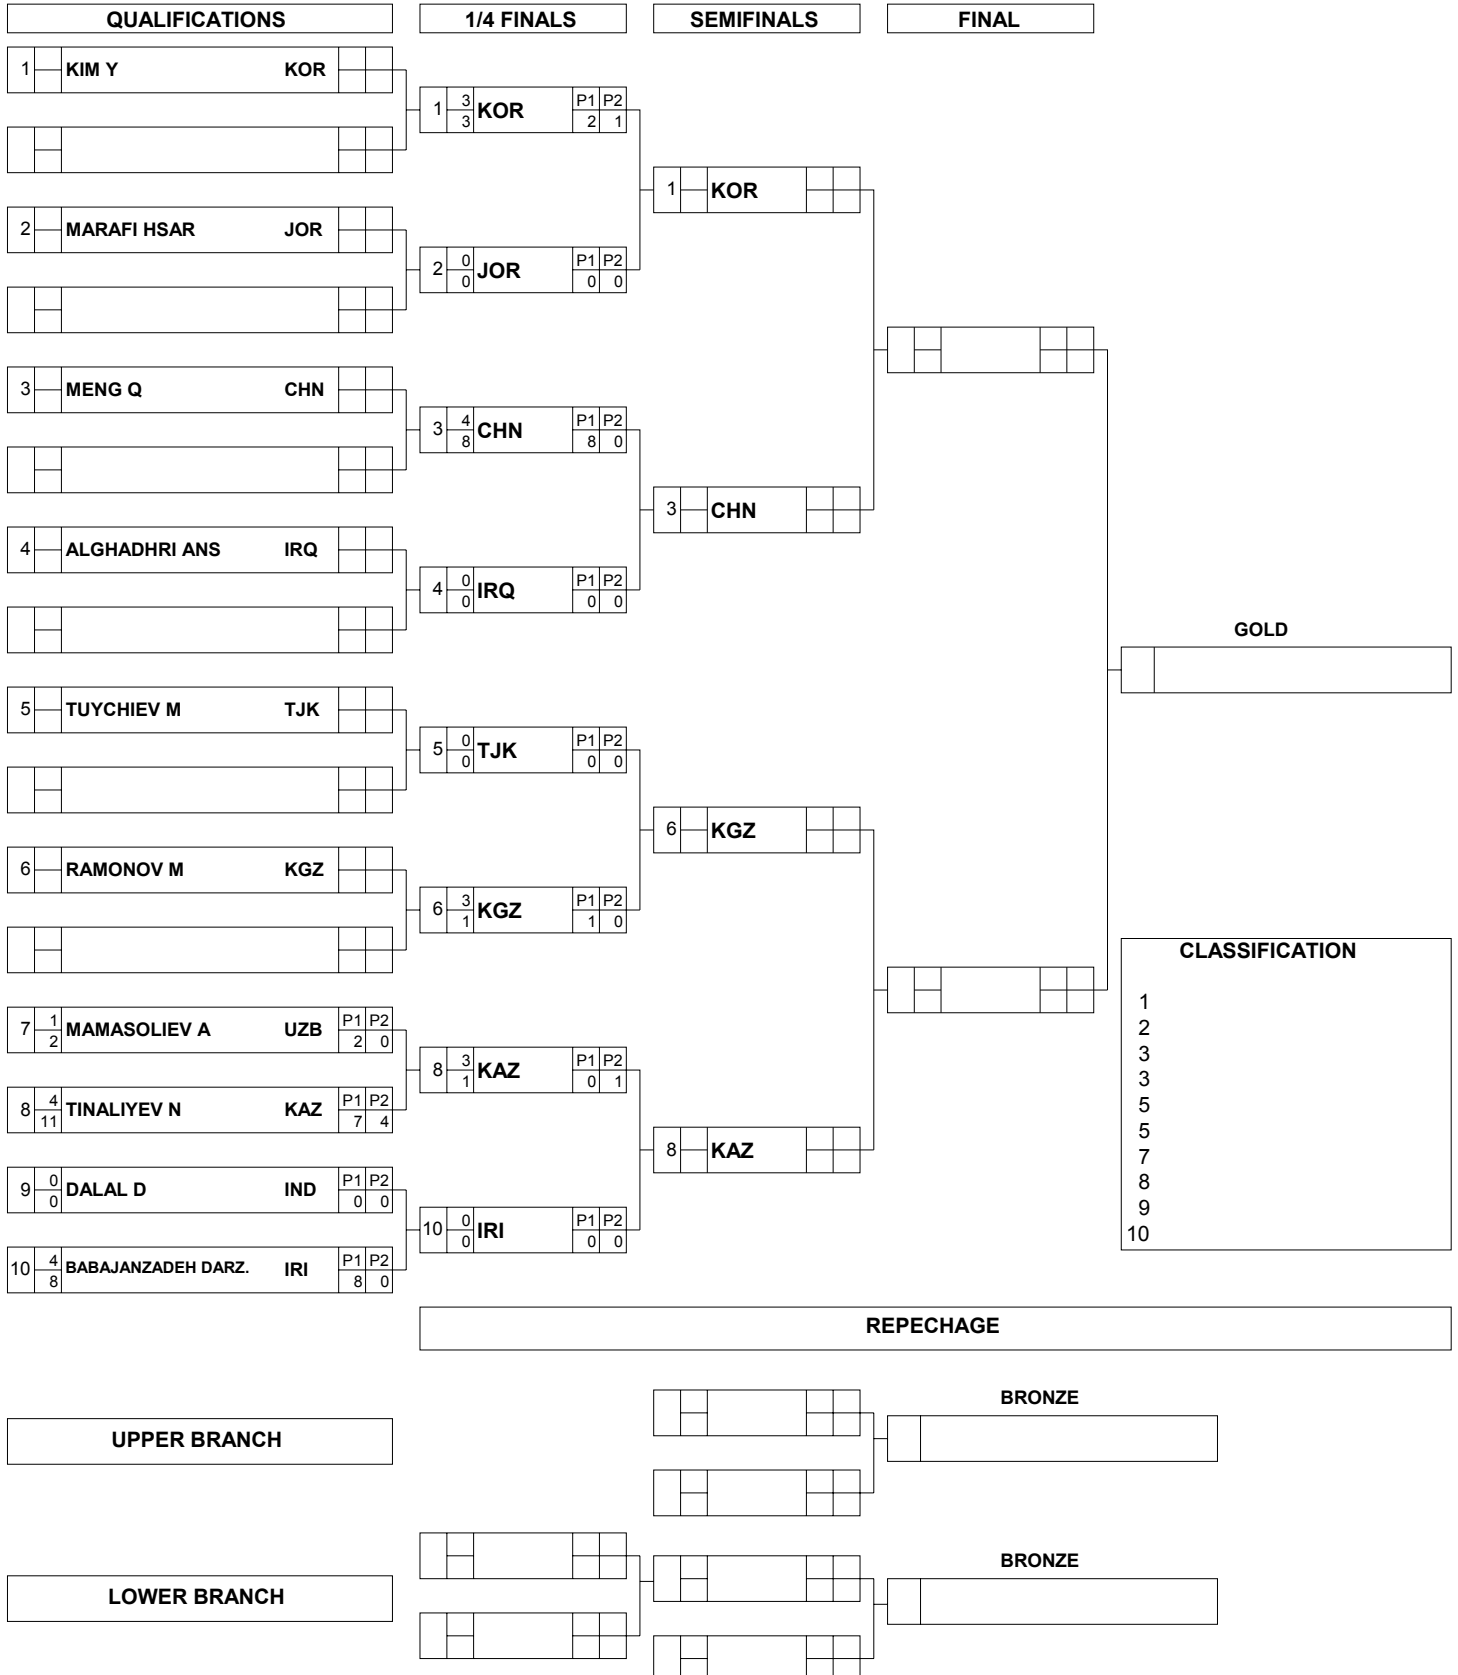 QUALIFICATIONS 1/4 FINALS SEMIFINALS FINAL
1 KIM Y KOR
1 3 3 KOR P1 P2 2 1
1 KOR
2 MARAFI HSAR JOR
2 0 0 JOR P1 P2 0 0
3 MENG Q CHN
3 4 8 CHN P1 P2 8 0
3 CHN
4 ALGHADHRI ANS IRQ
4 0 0 IRQ P1 P2 0 0
GOLD
5 TUYCHIEV M TJK
5 0 0 TJK P1 P2 0 0
6 KGZ
6 RAMONOV M KGZ
6 3 1 KGZ P1 P2 1 0
CLASSIFICATION
1
2
3
3
5
5
7
8
9
10
7 1 2 MAMASOLIEV A UZB P1 P2 2 0
8 3 1 KAZ P1 P2 0 1
8 4 11 TINALIYEV N KAZ P1 P2 7 4
8 KAZ
9 0 0 DALAL D IND P1 P2 0 0
10 0 0 IRI P1 P2 0 0
10 4 8 BABAJANZADEH DARZ. IRI P1 P2 8 0
REPECHAGE
BRONZE
UPPER BRANCH
BRONZE
LOWER BRANCH